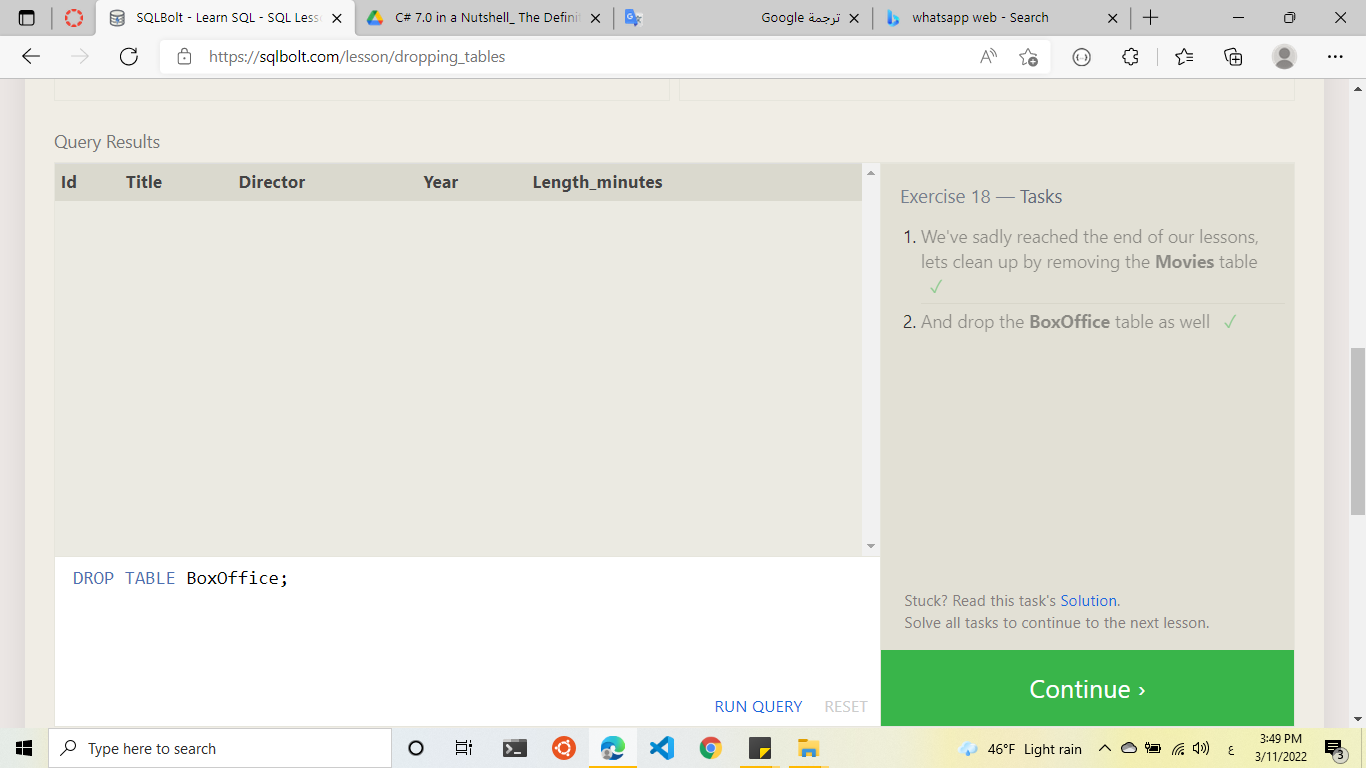 SQLBolt - Learn SQL - SQL Less
C# 7.0 in a Nutshell_ The Definit
ترجمة Google
whatsapp web - Search
https://sqlbolt.com/lesson/dropping_tables
Query Results
Id Title Director Year Length_minutes
Exercise 18 — Tasks
1. We've sadly reached the end of our lessons,
lets clean up by removing the Movies table
✓
2. And drop the BoxOffice table as well ✓
DROP TABLE BoxOffice;
Stuck? Read this task's Solution.
Solve all tasks to continue to the next lesson.
RUN QUERY RESET
Continue ›
Type here to search
46°F Light rain
ع
3:49 PM
3/11/2022
3